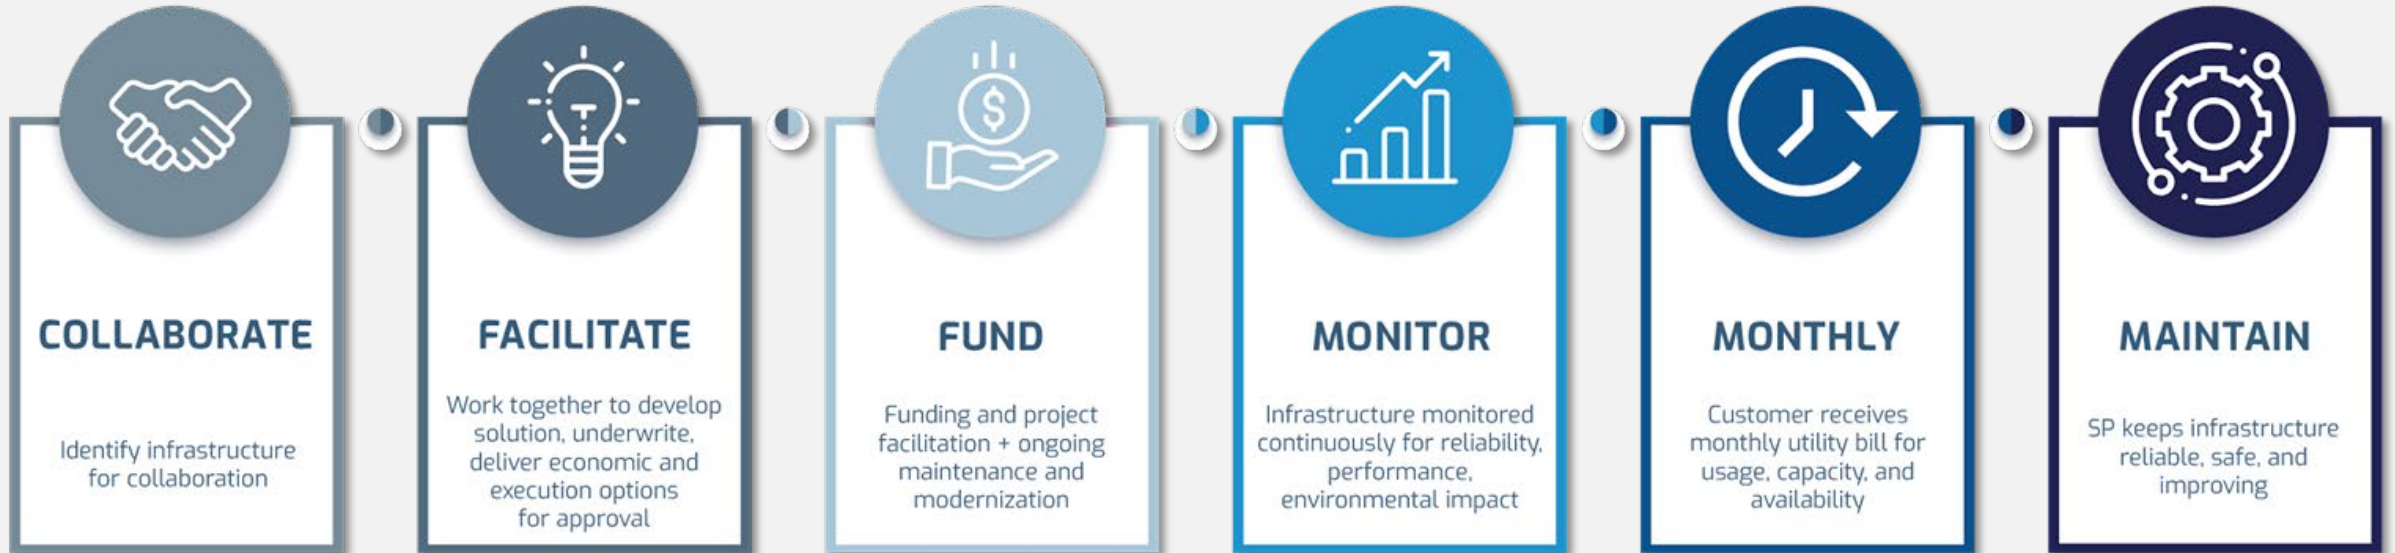 COLLABORATE
Identify infrastructure
for collaboration
FACILITATE
Work together to develop
solution, underwrite,
deliver economic and
execution options
for approval
FUND
Funding and project
facilitation + ongoing
maintenance and
modernization
MONITOR
Infrastructure monitored
continuously for reliability,
performance,
environmental impact
MONTHLY
Customer receives
monthly utility bill for
usage, capacity, and
availability
MAINTAIN
SP keeps infrastructure
reliable, safe, and
improving